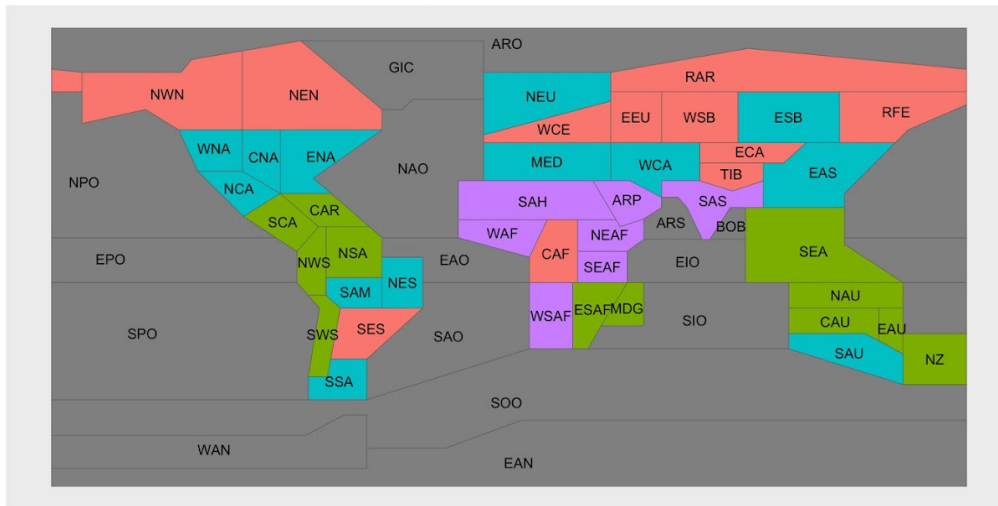 ARO
GIC
RAR
NWN
NEN
NEU
WCE
EEU
WSB
ESB
RFE
WNA
CNA
ENA
NAO
MED
WCA
ECA
TIB
EAS
NPO
NCA
SAH
ARP
SAS
SCA
CAR
WAF
NEAF
ARS
BOB
EPO
NWS
NSA
EAO
CAF
SEAF
EIO
SEA
SAM
NES
NAU
SPO
SWS
SES
SAO
WSAF
ESAF
MDG
SIO
CAU
EAU
SAU
NZ
SSA
SOO
WAN
EAN